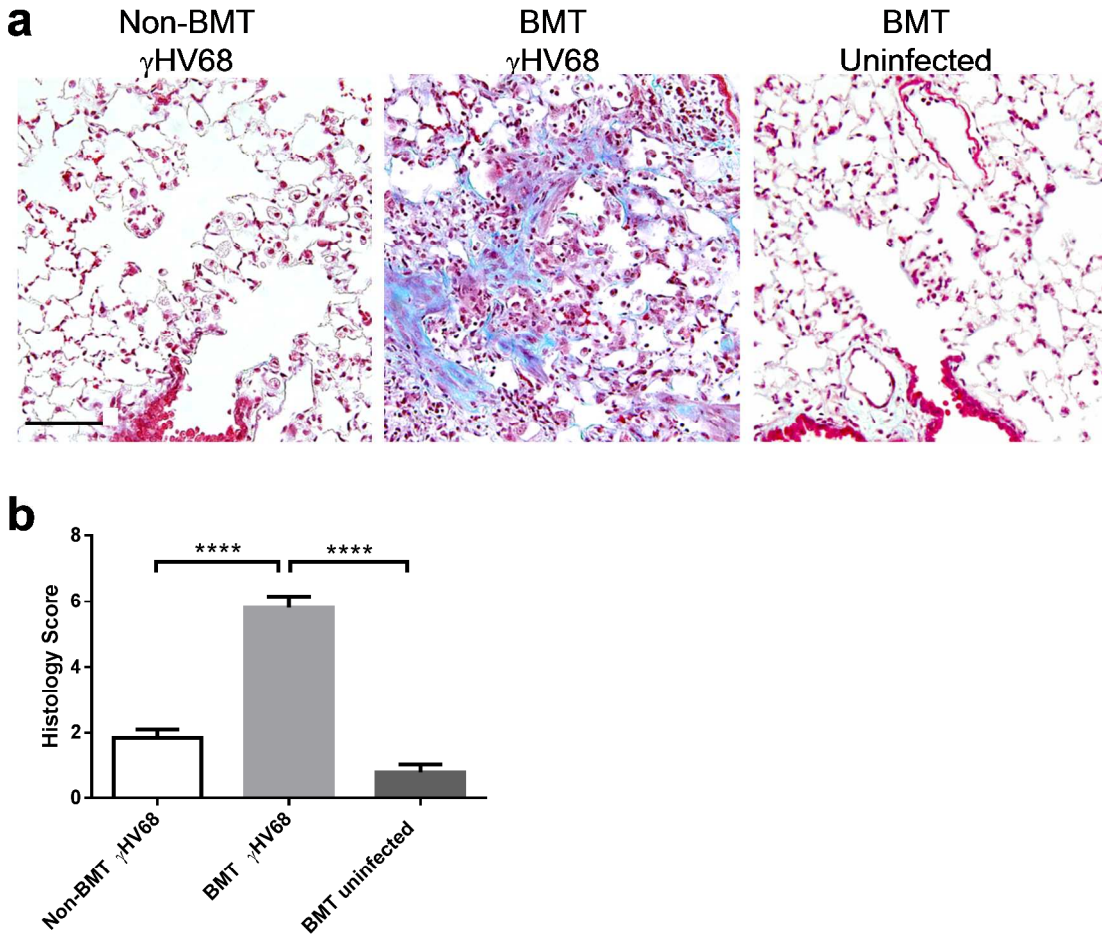 a
Non-BMT
γHV68
BMT
γHV68
BMT
Uninfected
b
Histology Score
8
6
4
2
0
****
****
Non-BMT γHV68
BMT γHV68
BMT uninfected